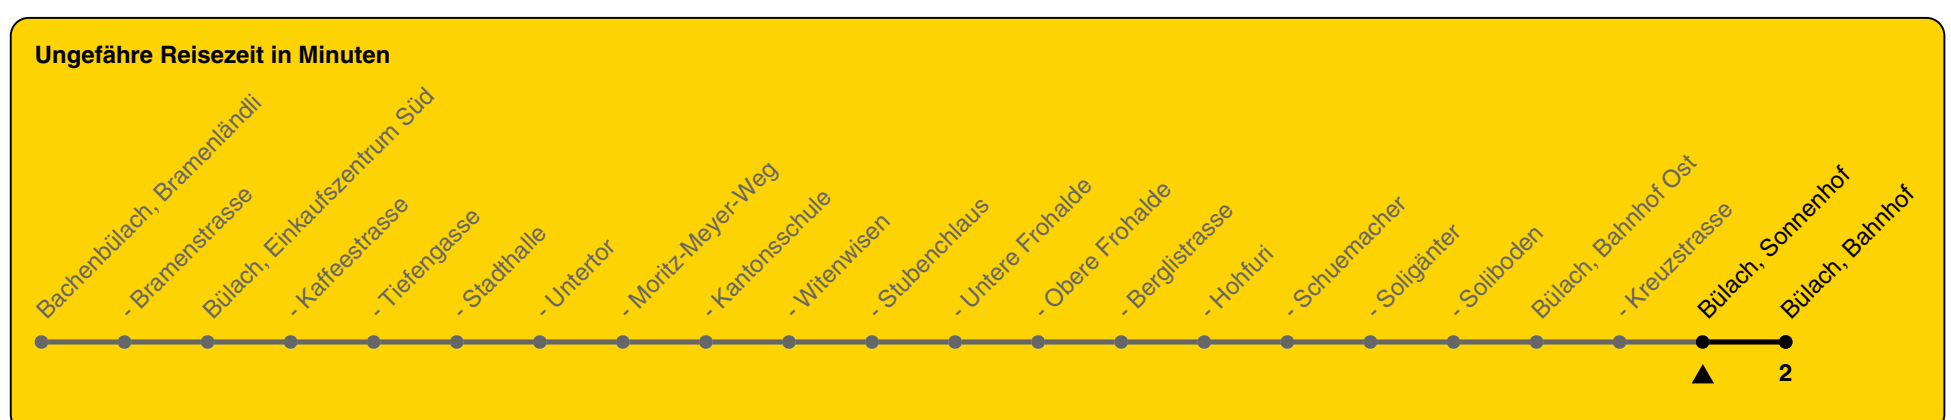 Ungefähre Reisezeit in Minuten
Bachenbülach, Bramenländli
- Bramenstrasse
Bülach, Einkaufszentrum Süd
- Kaffeestrasse
- Tiefengasse
- Stadthalle
- Untertor
- Moritz-Meyer-Weg
- Kantonsschule
- Witenwisen
- Stubenchlaus
- Untere Frohalde
- Obere Frohalde
- Berglistrasse
- Hohfuri
- Schuemacher
- Soligänter
- Soliboden
Bülach, Bahnhof Ost
- Kreuzstrasse
Bülach, Sonnenhof
Bülach, Bahnhof
2